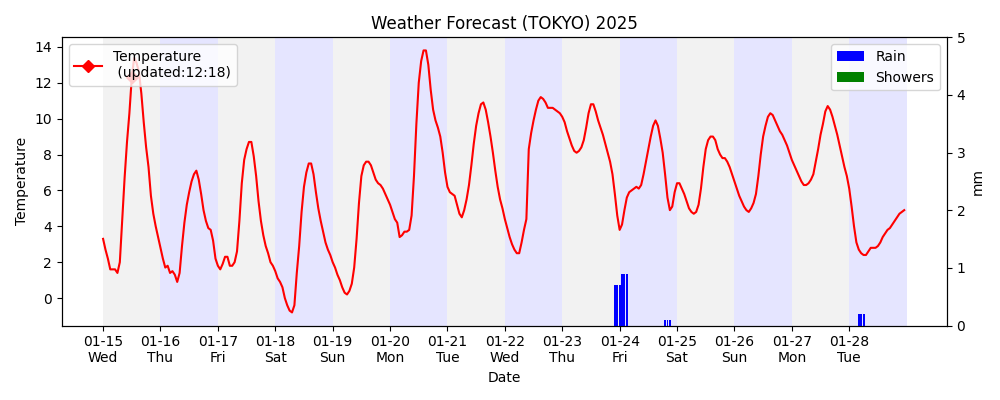 Weather Forecast (TOKYO) 2025
Temperature
(updated:12:18)
Rain
Showers
Temperature
14
12
10
8
6
4
2
0
5
4
3
2
1
0
mm
01-15 01-16 01-17 01-18 01-19 01-20 01-21 01-22 01-23 01-24 01-25 01-26 01-27 01-28
Wed Thu Fri Sat Sun Mon Tue Wed Thu Fri Sat Sun Mon Tue
Date